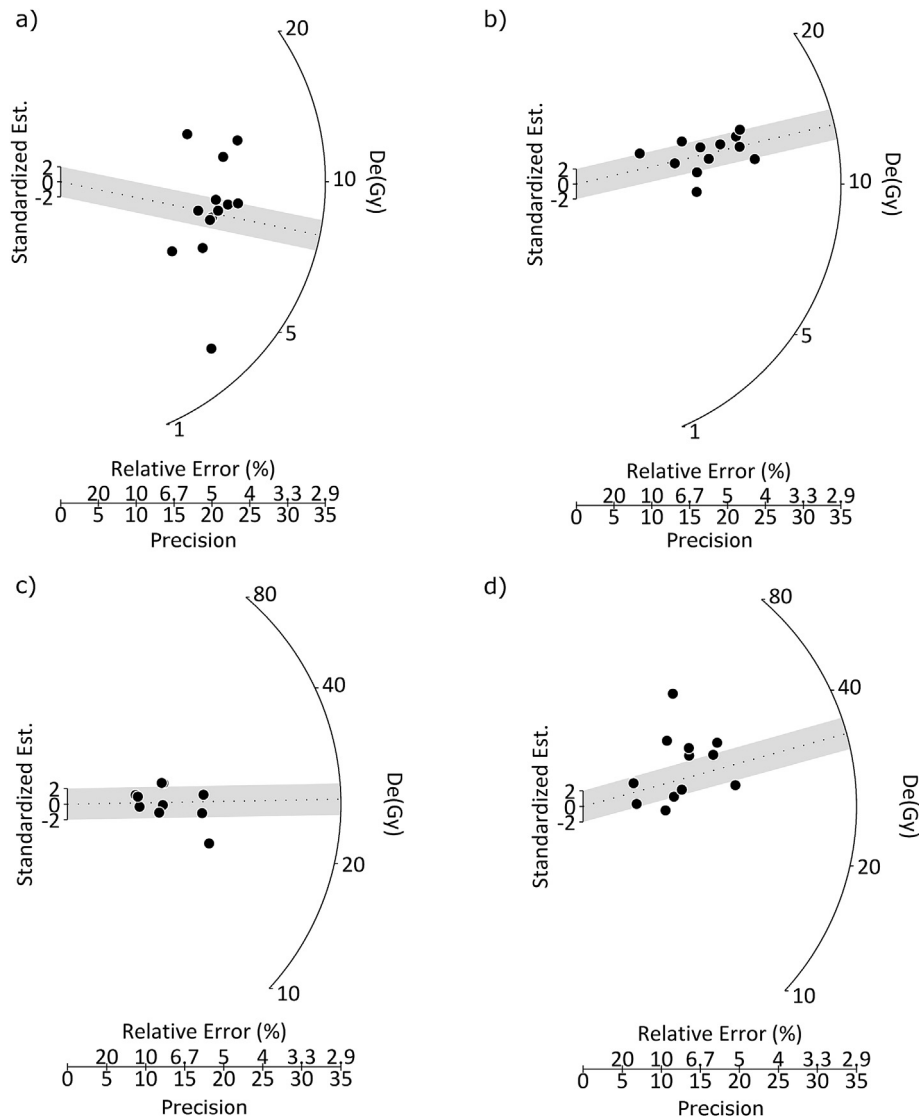 a)
20
Standardized Est.
2
0
-2
10
De(Gy)
5
1
Relative Error (%)
20 10 6.7 5 4 3.3 2.9
0 5 10 15 20 25 30 35
Precision
b)
20
Standardized Est.
2
0
-2
10
De(Gy)
5
1
Relative Error (%)
20 10 6.7 5 4 3.3 2.9
0 5 10 15 20 25 30 35
Precision
c)
80
40
Standardized Est.
2
0
-2
De(Gy)
20
10
Relative Error (%)
20 10 6.7 5 4 3.3 2.9
0 5 10 15 20 25 30 35
Precision
d)
80
40
Standardized Est.
2
0
-2
De(Gy)
20
10
Relative Error (%)
20 10 6.7 5 4 3.3 2.9
0 5 10 15 20 25 30 35
Precision